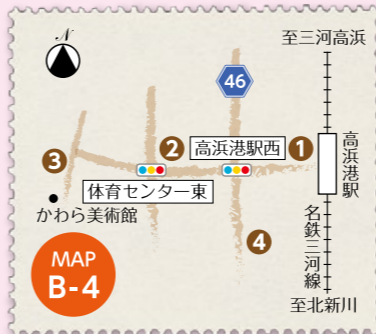 N
46
至三河高浜
高浜港駅西
1
2
3
高浜港駅
体育センター東
かわら美術館
名鉄三河線
4
MAP
B-4
至北新川